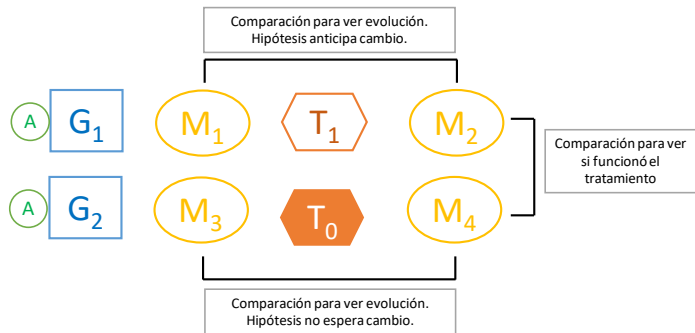 Comparación para ver evolución.
Hipótesis anticipa cambio.
A G₁ M₁ T₁ M₂
Comparación para ver
si funcionó el
tratamiento
A G₂ M₃ T₀ M₄
Comparación para ver evolución.
Hipótesis no espera cambio.